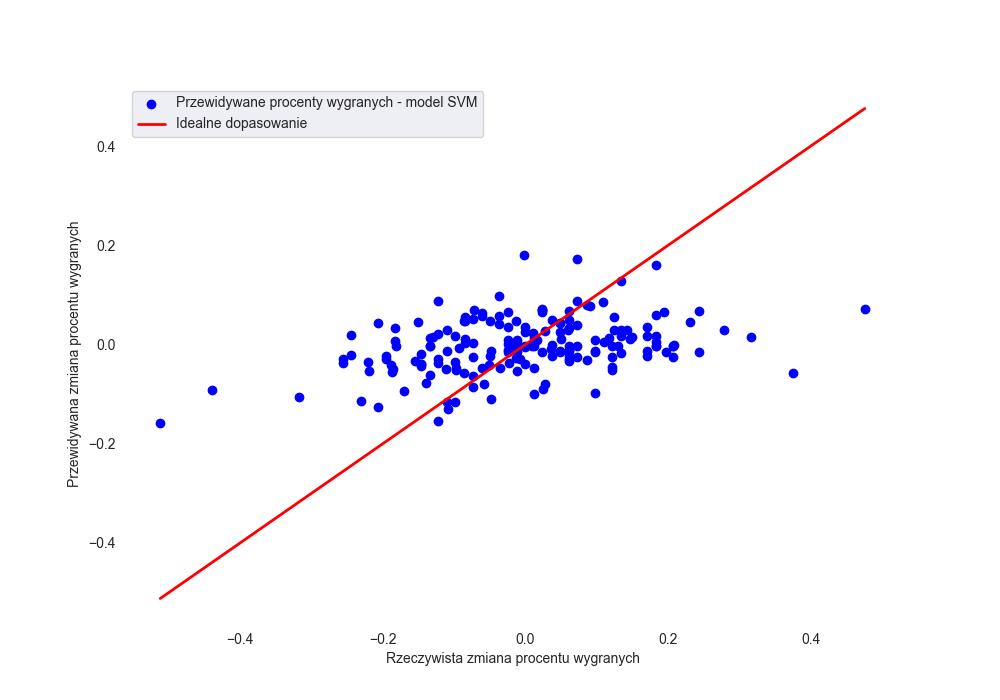 Przewidywane procenty wygranych - model SVM
Idealne dopasowanie
0.4
0.2
0.0
−0.2
−0.4
Przewidywana zmiana procentu wygranych
−0.4
−0.2
0.0
0.2
0.4
Rzeczywista zmiana procentu wygranych